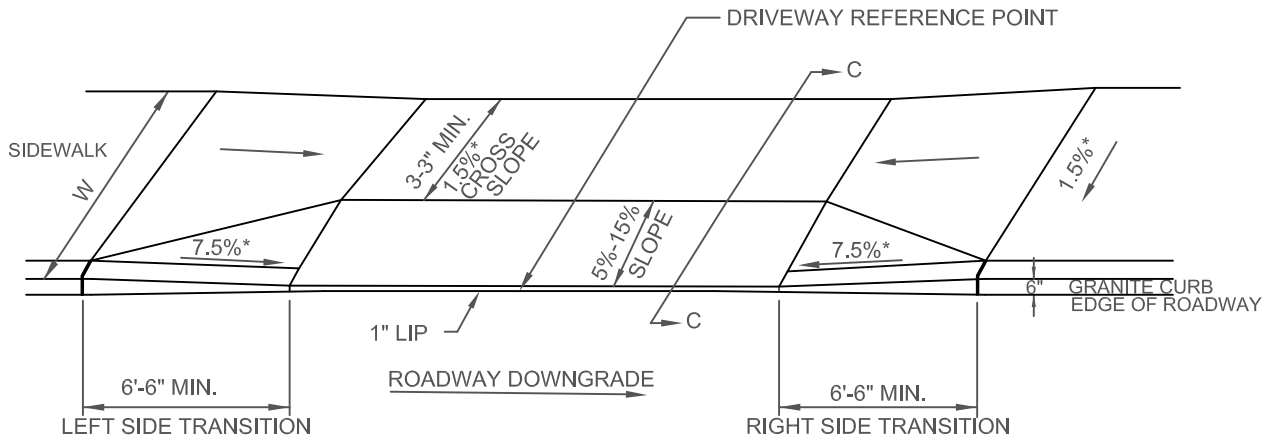 DRIVEWAY REFERENCE POINT
C
SIDEWALK
W
3-3" MIN.
1.5%*
CROSS
SLOPE
1.5%*
7.5%*
5%-15%
SLOPE
7.5%*
6"
GRANITE CURB
EDGE OF ROADWAY
C
1" LIP
6'-6" MIN.
ROADWAY DOWNGRADE
6'-6" MIN.
LEFT SIDE TRANSITION
RIGHT SIDE TRANSITION